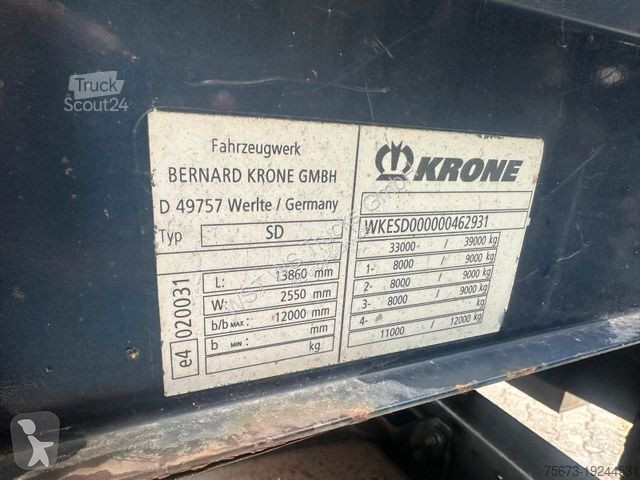 Truck
Scout24
Fahrzeugwerk
BERNARD KRONE GMBH
D 49757 Werlte / Germany
Typ SD
e4 020031
L: 13860 mm
W: 2550 mm
b/b MAX: 12000 mm
b MIN: mm
kg
KRONE
WKESD000000462931
33000 / 39000 kg
1- 8000 / 9000 kg
2- 8000 / 9000 kg
3- 8000 / 9000 kg
4- / kg
11000 / 12000 kg
75673-19244531